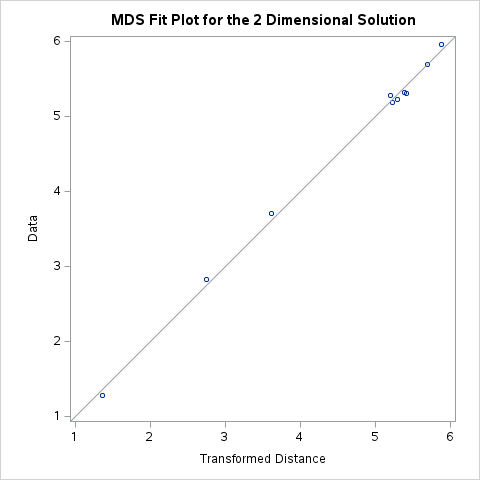 MDS Fit Plot for the 2 Dimensional Solution
6
5
4
3
2
1
Data
1 2 3 4 5 6
Transformed Distance